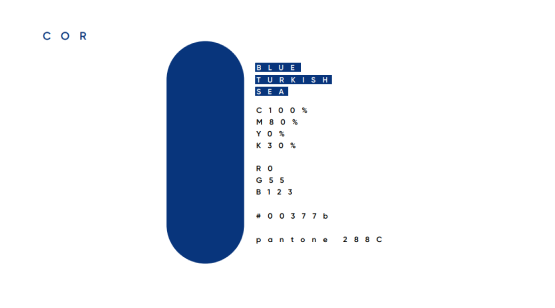 COR
BLUE
TURKISH
SEA
C100%
M80%
Y0%
K30%
R0
G55
B123
#00377b
pantone 288C